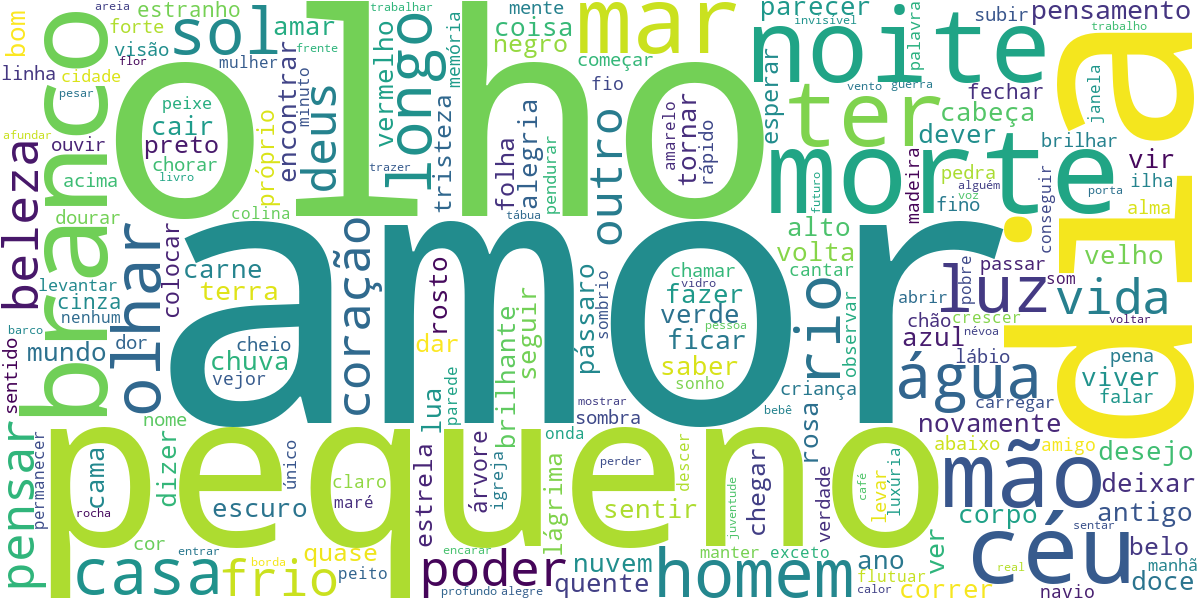 areia
estranho
trabalhar
mente
parecer
invisível
subir
pensamento
bom
forte
sol
amar
coisa
mar
noite
palavra
trabalho
visão
frente
negro
começar
linha
cidade
flor
mulher
longo
memória
fio
esperar
vento
guerra
fechar
janela
pesar
branco
olho
peixe
minuto
encontrar
deus
vermelho
amarelo
ter
cabeça
dia
afundar
ouvir
cair
preto
próprio
tristeza
folha
alegria
outro
tornar
rápido
morte
dever
brilhar
beleza
acima
chorar
livro
trazer
pendurar
madeira
pedra
alguém
vir
ilha
dourar
colina
tábua
futuro
voz
fino
porta
alma
conseguir
olhar
colocar
amor
coração
alto
volta
cantar
velho
levantar
carne
terra
rosto
pássaro
sombrio
chamar
vidro
fazer
verde
pessoa
ficar
rio
observar
abrir
luz
pobre
passar
som
vida
cinza
nenhum
cheio
chuva
vejor
dor
brilhante
seguir
chão
crescer
névoa
voltar
barco
mundo
dar
saber
sonho
azul
lábio
pena
sentido
lua
parede
mostrar
criança
água
viver
carregar
falar
pensar
nome
sombra
bebê
rosa
novamente
pequeno
permanecer
cama
dizer
único
estrela
árvore
igreja
onda
descer
chegar
verdade
abaixo
amigo
desejo
mão
rocha
claro
maré
lágrima
perder
sentir
juventude
café
levar
luxúria
deixar
escuro
corpo
antigo
sentar
cor
entrar
quase
encarar
manter
exceto
ano
ver
céu
belo
manhã
casa
frio
borda
peito
poder
profundo
alegre
nuvem
quente
homem
flutuar
calor
correr
real
navio
doce